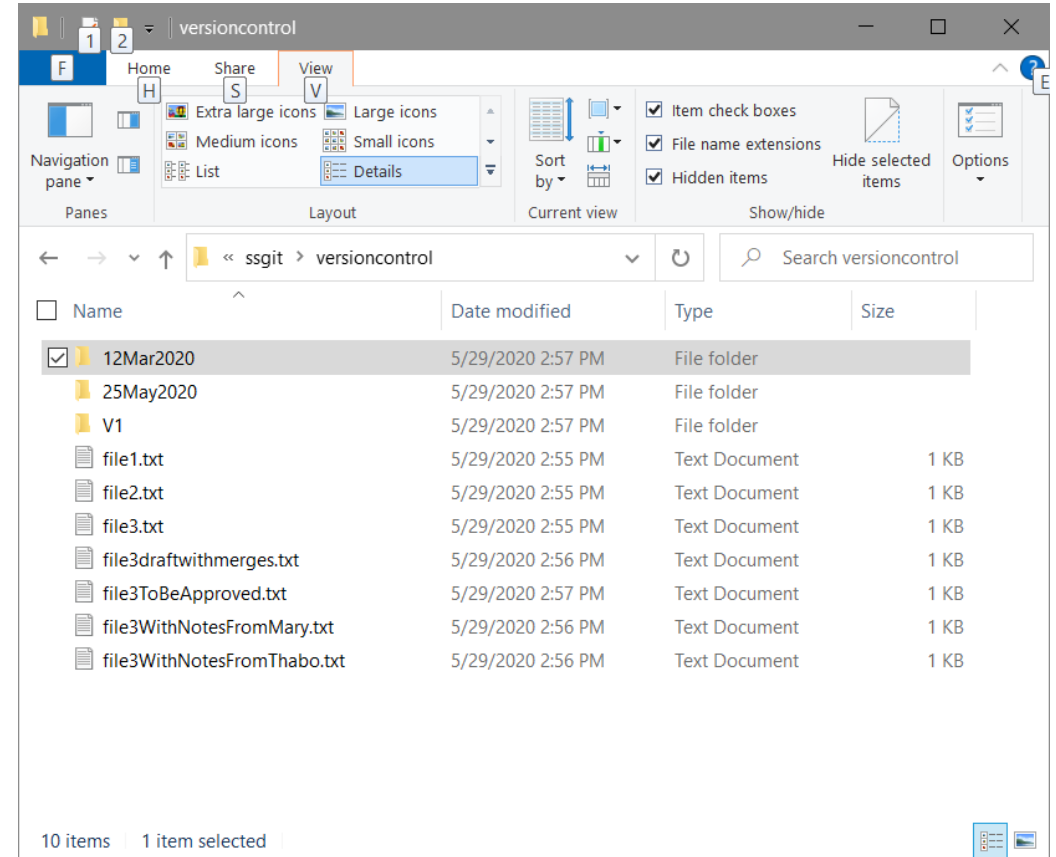 versioncontrol
1 2
F Home Share View
H S V E
Extra large icons Large icons
Medium icons Small icons
List Details
Navigation pane
Sort by
Item check boxes
File name extensions
Hidden items
Hide selected items
Options
Panes Layout Current view Show/hide
« ssgit > versioncontrol
Search versioncontrol
Name Date modified Type Size
12Mar2020 5/29/2020 2:57 PM File folder
25May2020 5/29/2020 2:57 PM File folder
V1 5/29/2020 2:57 PM File folder
file1.txt 5/29/2020 2:55 PM Text Document 1 KB
file2.txt 5/29/2020 2:55 PM Text Document 1 KB
file3.txt 5/29/2020 2:55 PM Text Document 1 KB
file3draftwithmerges.txt 5/29/2020 2:56 PM Text Document 1 KB
file3ToBeApproved.txt 5/29/2020 2:57 PM Text Document 1 KB
file3WithNotesFromMary.txt 5/29/2020 2:56 PM Text Document 1 KB
file3WithNotesFromThabo.txt 5/29/2020 2:56 PM Text Document 1 KB
10 items 1 item selected